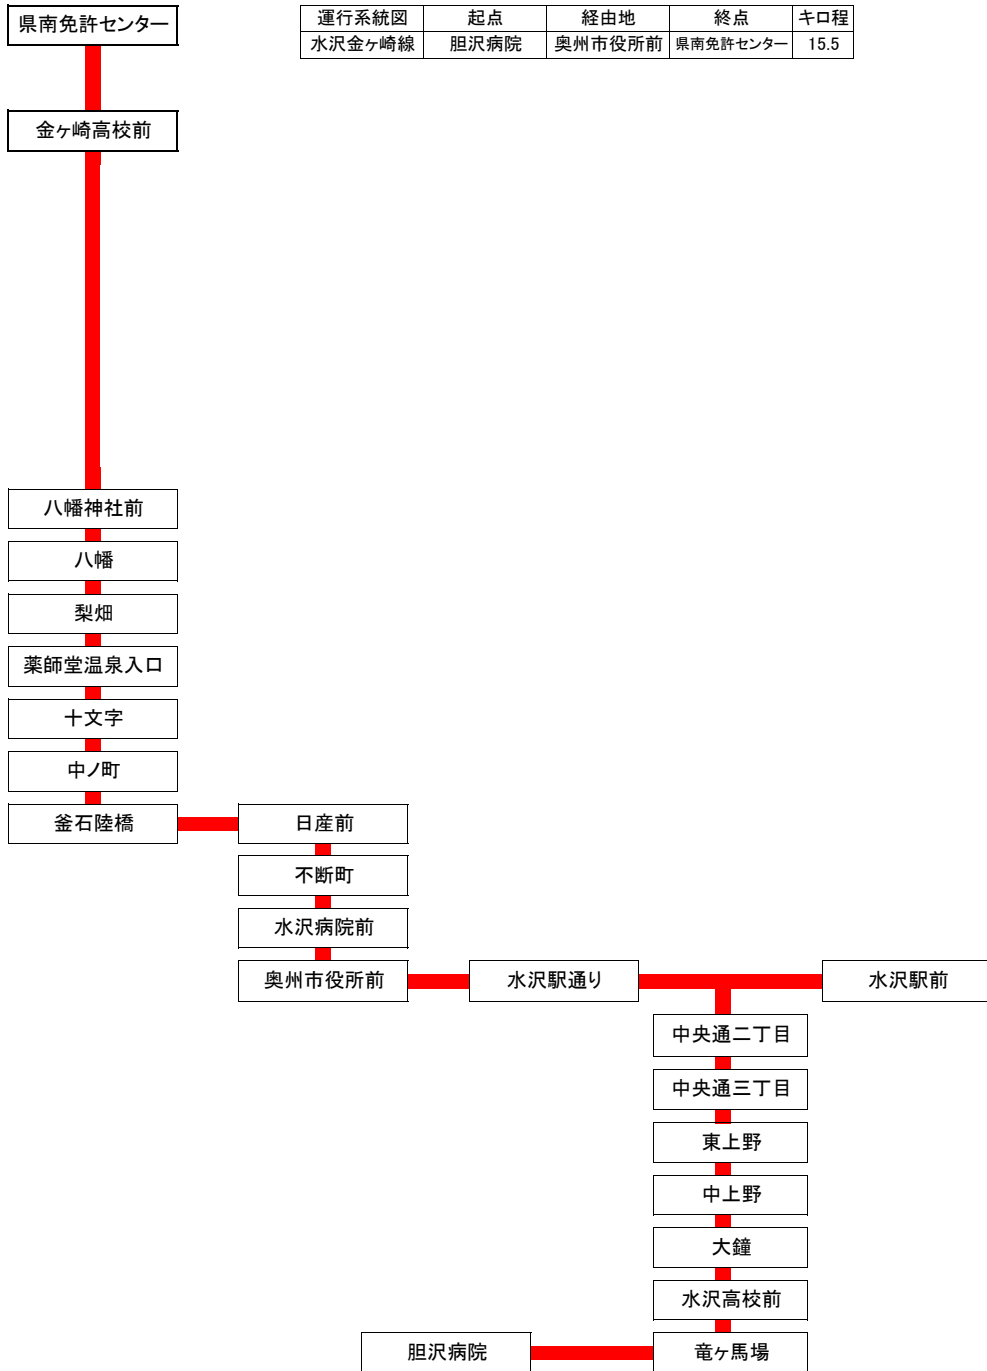 県南免許センター
運行系統図 起点 経由地 終点 キロ程
水沢金ヶ崎線 胆沢病院 奥州市役所前 県南免許センター 15.5
金ヶ崎高校前
八幡神社前
八幡
梨畑
薬師堂温泉入口
十文字
中ノ町
釜石陸橋 日産前
不断町
水沢病院前
奥州市役所前 水沢駅通り 水沢駅前
中央通二丁目
中央通三丁目
東上野
中上野
大鐘
水沢高校前
胆沢病院 竜ヶ馬場